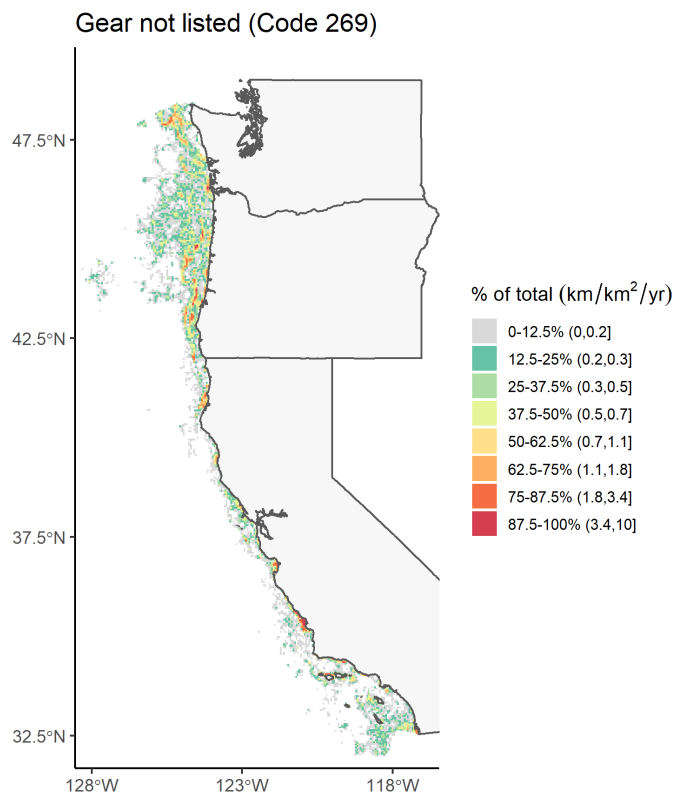 Gear not listed (Code 269)
47.5°N
42.5°N
37.5°N
32.5°N
128°W 123°W 118°W
% of total (km/km²/yr)
0-12.5% (0,0.2]
12.5-25% (0.2,0.3]
25-37.5% (0.3,0.5]
37.5-50% (0.5,0.7]
50-62.5% (0.7,1.1]
62.5-75% (1.1,1.8]
75-87.5% (1.8,3.4]
87.5-100% (3.4,10]